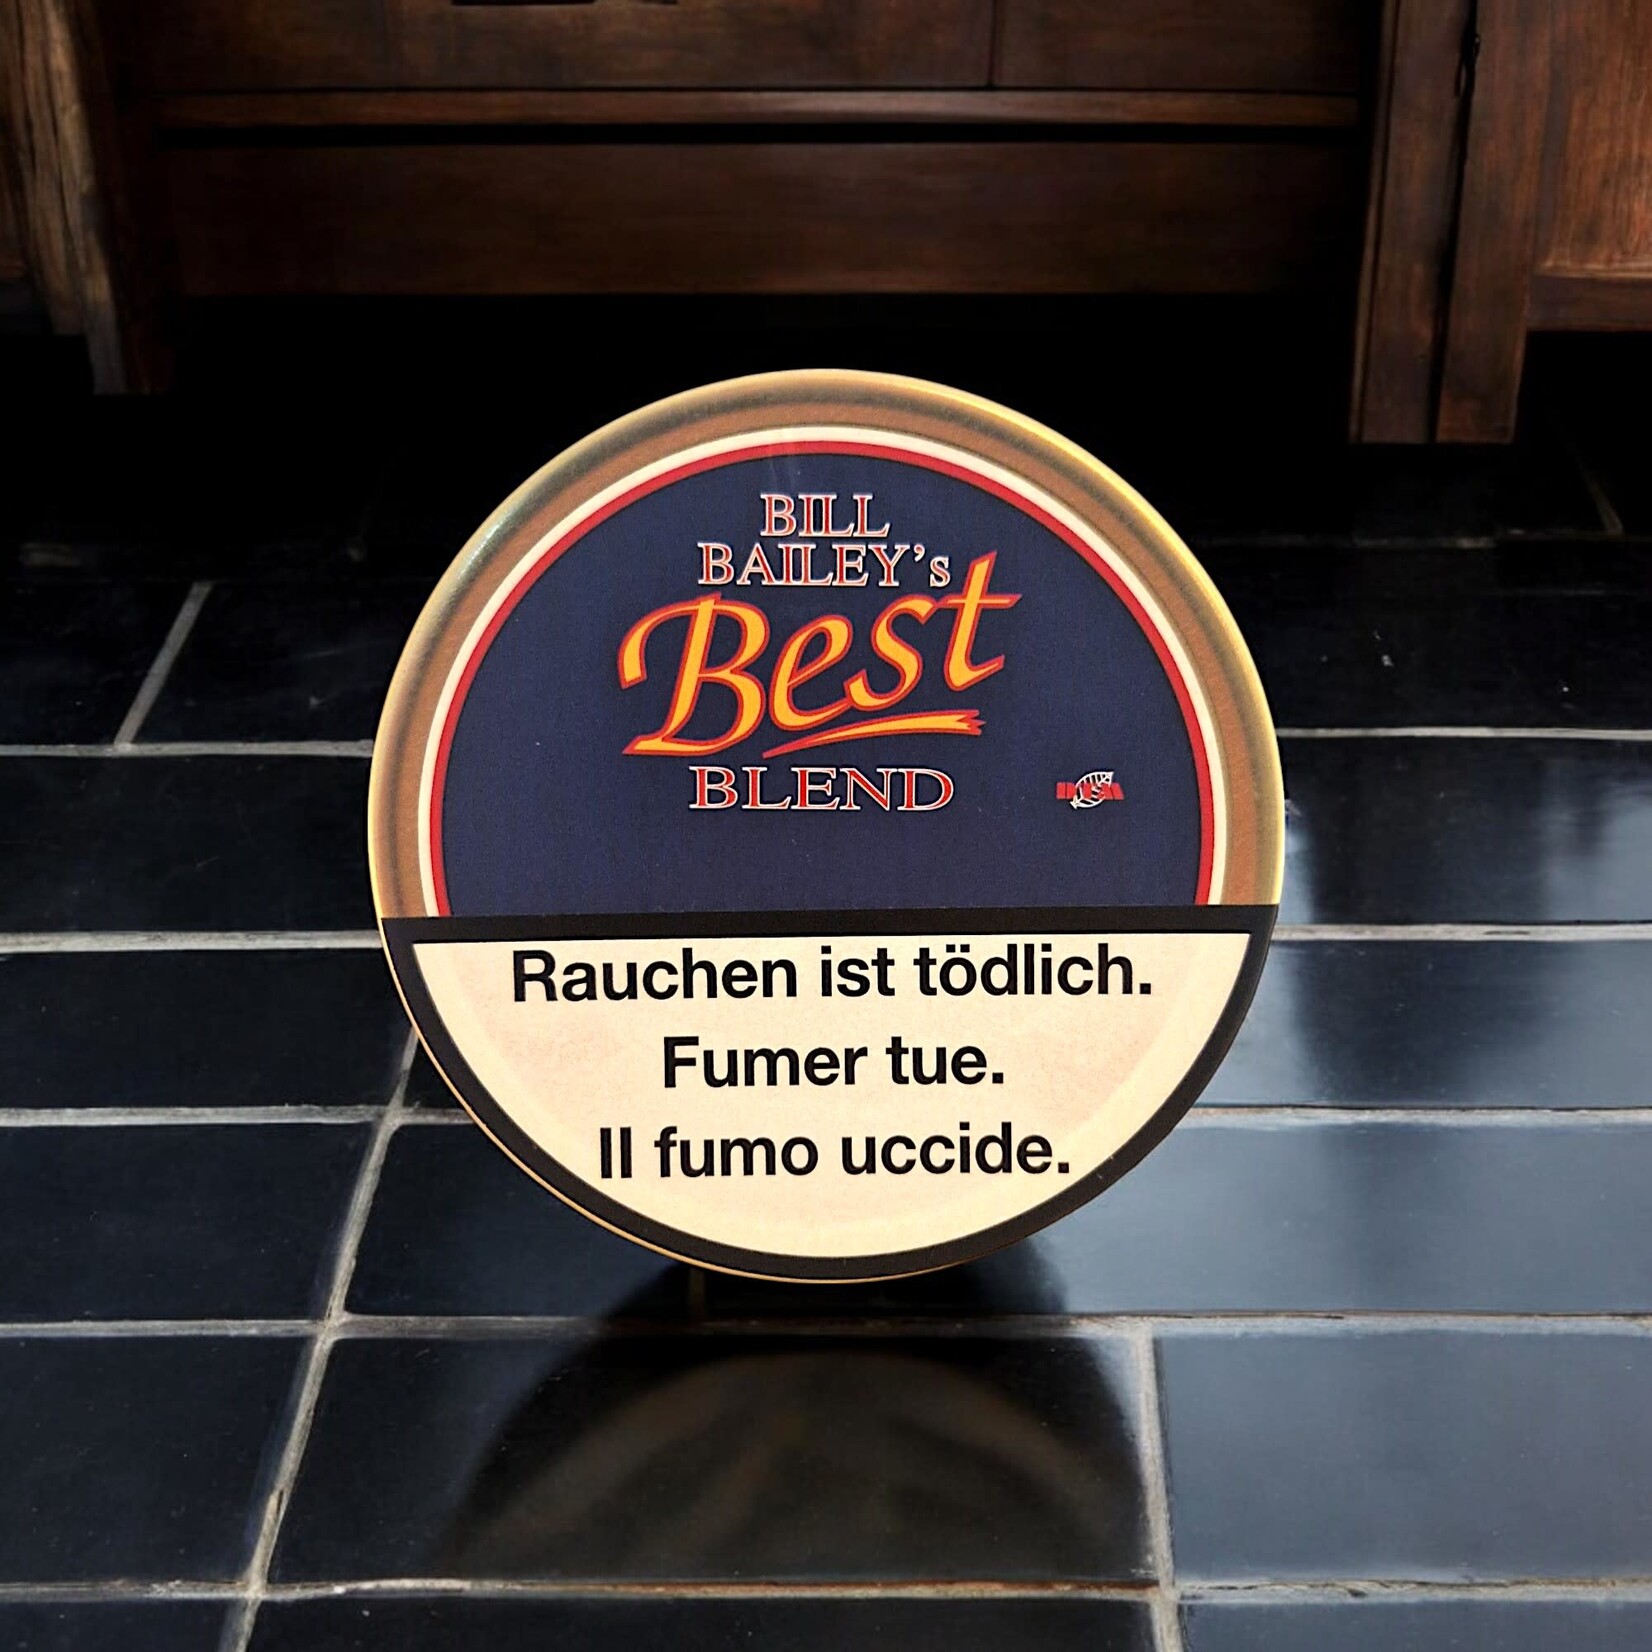 BILL
BAILEY's
Best
BLEND
Rauchen ist tödlich.
Fumer tue.
Il fumo uccide.